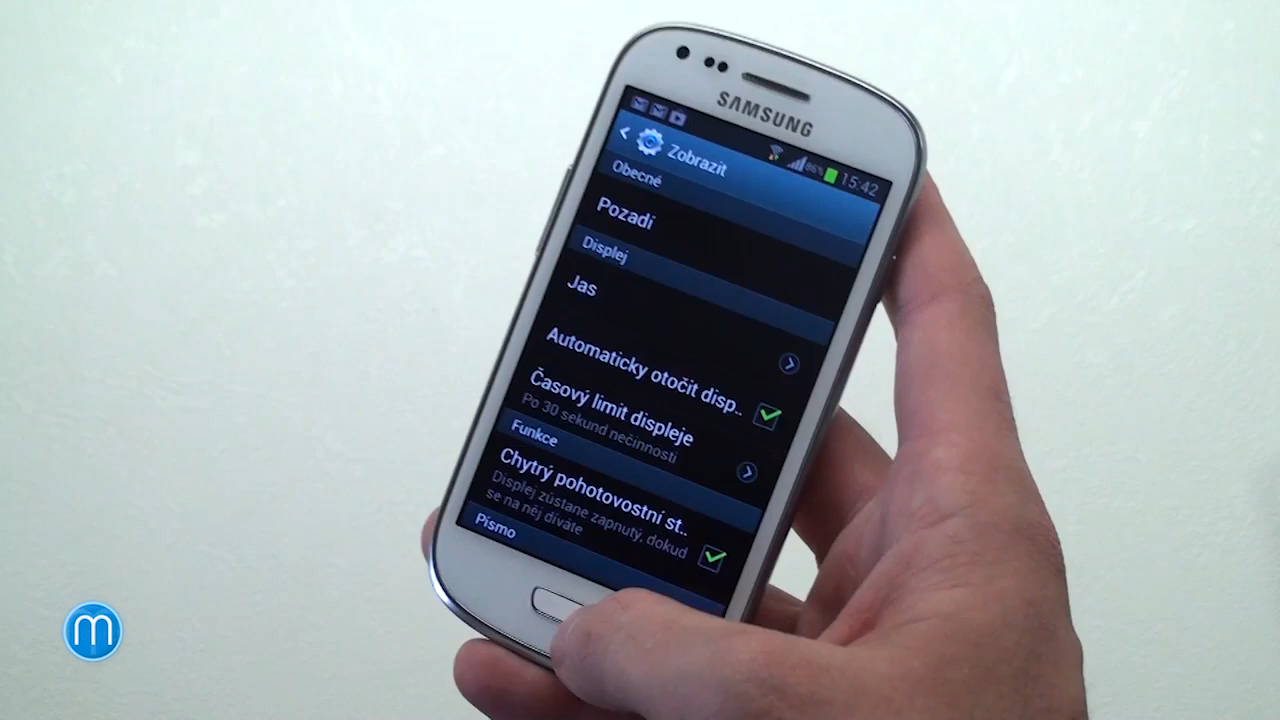 SAMSUNG
86% 15:42
Zobrazit
Obecné
Pozadí
Displej
Jas
Automaticky otočit disp..
Časový limit displeje
Po 30 sekund nečinnosti
Funkce
Chytrý pohotovostní st..
Displej zůstane zapnutý, dokud
se na něj díváte
Písmo
m